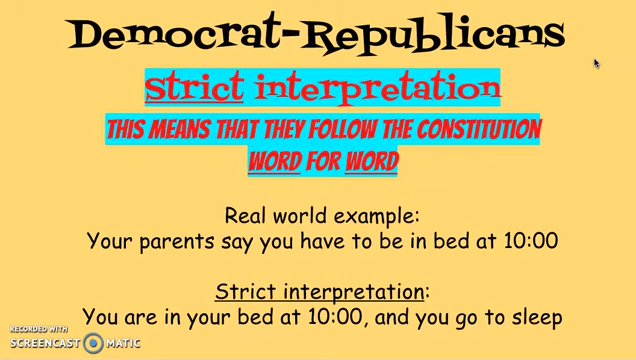 Democrat-Republicans
Strict interpretation
THIS MEANS THAT THEY FOLLOW THE CONSTITUTION
WORD FOR WORD
Real world example:
Your parents say you have to be in bed at 10:00
Strict interpretation:
You are in your bed at 10:00, and you go to sleep
RECORDED WITH
SCREENCAST MATIC